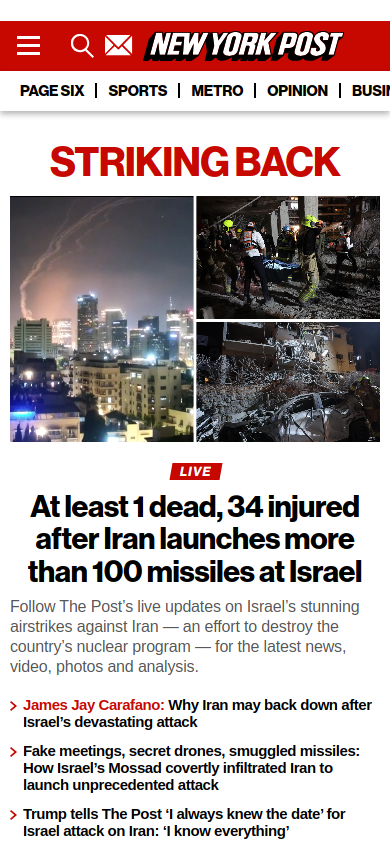 NEW YORK POST
PAGE SIX | SPORTS | METRO | OPINION | BUSIN
STRIKING BACK
LIVE
At least 1 dead, 34 injured
after Iran launches more
than 100 missiles at Israel
Follow The Post’s live updates on Israel’s stunning
airstrikes against Iran — an effort to destroy the
country’s nuclear program — for the latest news,
video, photos and analysis.
James Jay Carafano: Why Iran may back down after
Israel’s devastating attack
Fake meetings, secret drones, smuggled missiles:
How Israel’s Mossad covertly infiltrated Iran to
launch unprecedented attack
Trump tells The Post ‘I always knew the date’ for
Israel attack on Iran: ‘I know everything’